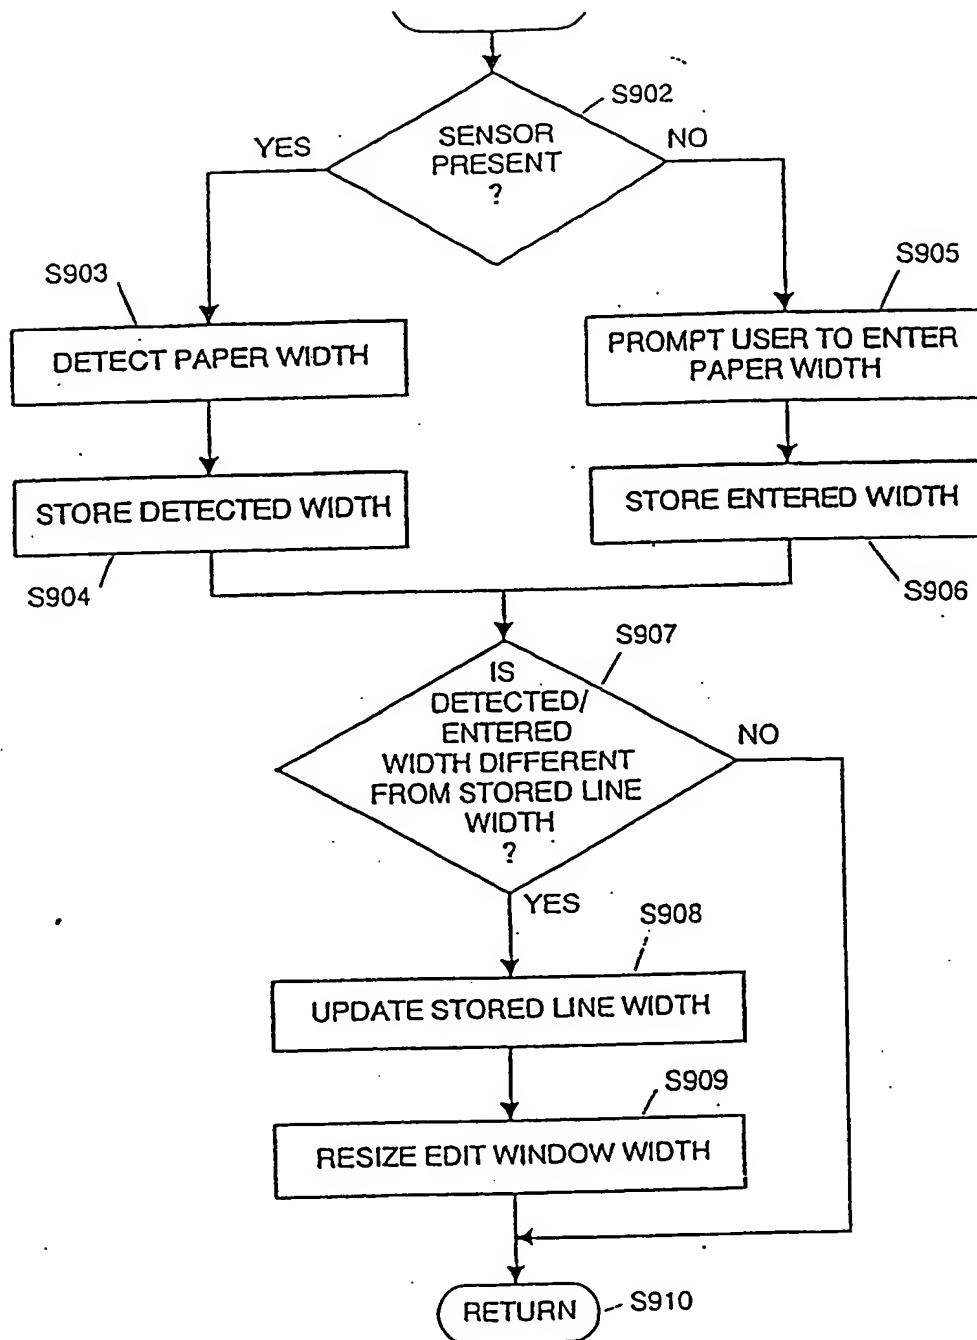 S902
SENSOR
PRESENT
?
YES
NO
S903
DETECT PAPER WIDTH
S905
PROMPT USER TO ENTER
PAPER WIDTH
STORE DETECTED WIDTH
S904
STORE ENTERED WIDTH
S906
S907
IS
DETECTED/
ENTERED
WIDTH DIFFERENT
FROM STORED LINE
WIDTH
?
NO
YES
S908
UPDATE STORED LINE WIDTH
S909
RESIZE EDIT WINDOW WIDTH
RETURN
S910